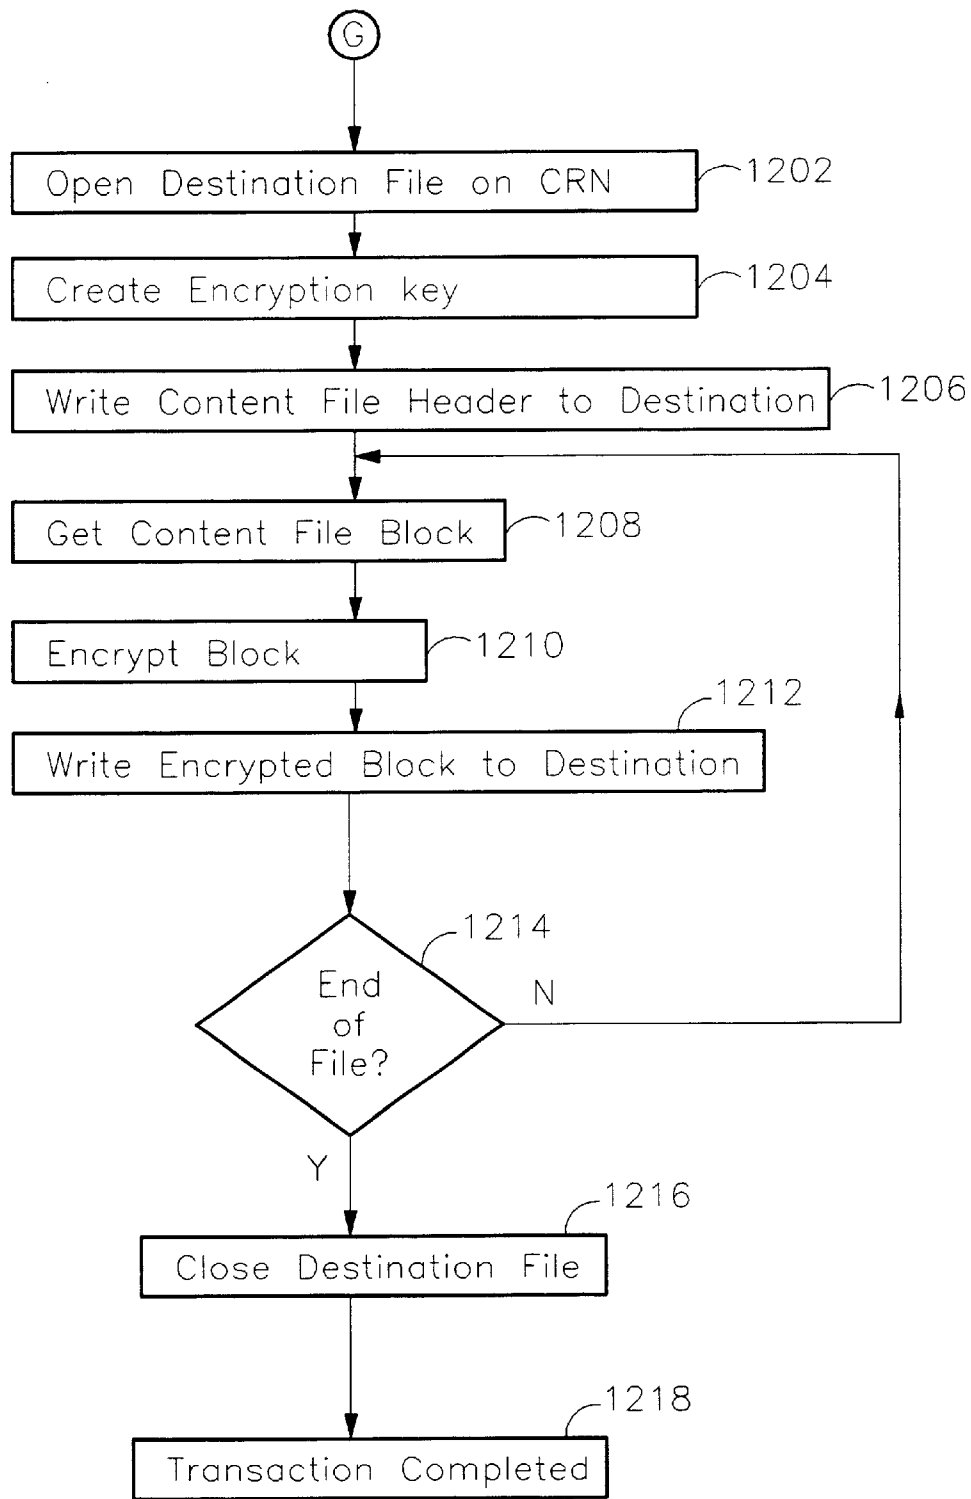 G
Open Destination File on CRN
1202
Create Encryption key
1204
Write Content File Header to Destination
1206
Get Content File Block
1208
Encrypt Block
1210
1212
Write Encrypted Block to Destination
1214
End
of
File?
N
Y
1216
Close Destination File
1218
Transaction Completed